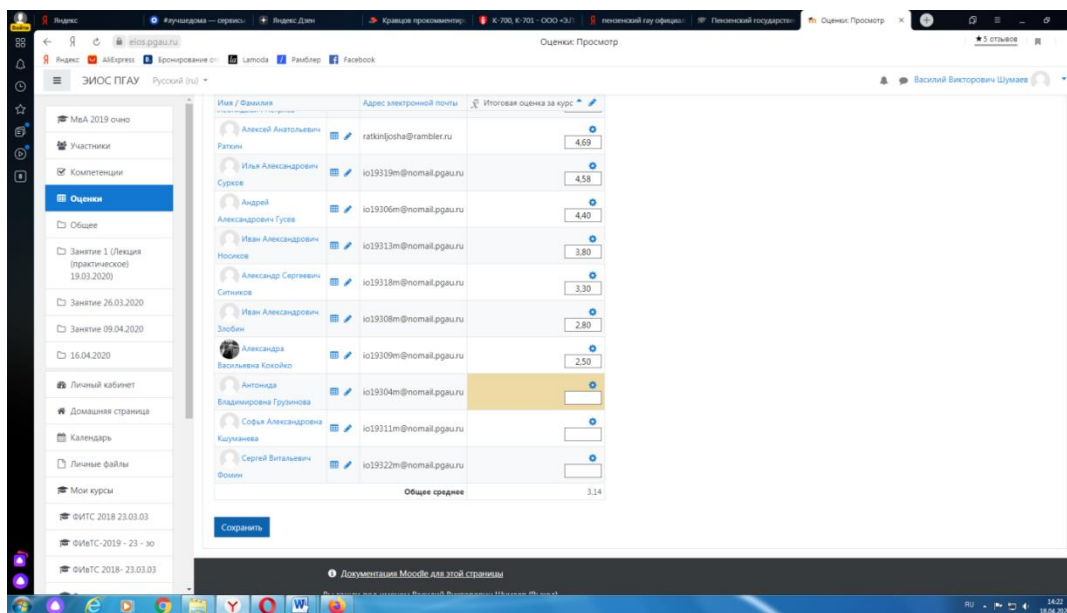 Яндекс
#лучшедома — сервисы
Яндекс.Дзен
Кравцов прокомментиро
К-700, К-701 - ООО «ЭЛ
пензенский гау официал
Пензенский государстве
Оценки: Просмотр
Войти
eios.pgau.ru
Оценки: Просмотр
★ 5 отзывов
Яндекс
AliExpress
Бронирование от
Lamoda
Рамблер
Facebook
ЭИОС ПГАУ
Русский (ru)
Василий Викторович Шумаев
МвА 2019 очно
Участники
Компетенции
Оценки
Общее
Занятие 1 (Лекция
(практическое)
19.03.2020)
Занятие 26.03.2020
Занятие 09.04.2020
16.04.2020
Личный кабинет
Домашняя страница
Календарь
Личные файлы
Мои курсы
ФИТС 2018 23.03.03
ФИвТС-2019 - 23 - зо
ФИвТС 2018- 23.03.03
Имя / Фамилия
Адрес электронной почты
Итоговая оценка за курс
Алексей Анатольевич
Раткин
ratkinljosha@rambler.ru
4,69
Илья Александрович
Сурков
io19319m@nomail.pgau.ru
4,58
Андрей
Александрович Гусев
io19306m@nomail.pgau.ru
4,40
Иван Александрович
Носиков
io19313m@nomail.pgau.ru
3,80
Александр Сергеевич
Ситников
io19318m@nomail.pgau.ru
3,30
Иван Александрович
Злобин
io19308m@nomail.pgau.ru
2,80
Александра
Васильевна Кокойко
io19309m@nomail.pgau.ru
2,50
Антонида
Владимировна Грузинова
io19304m@nomail.pgau.ru
Софья Александровна
Кшуманева
io19311m@nomail.pgau.ru
Сергей Витальевич
Фомин
io19322m@nomail.pgau.ru
Общее среднее
3,14
Сохранить
Документация Moodle для этой страницы
RU
14:22